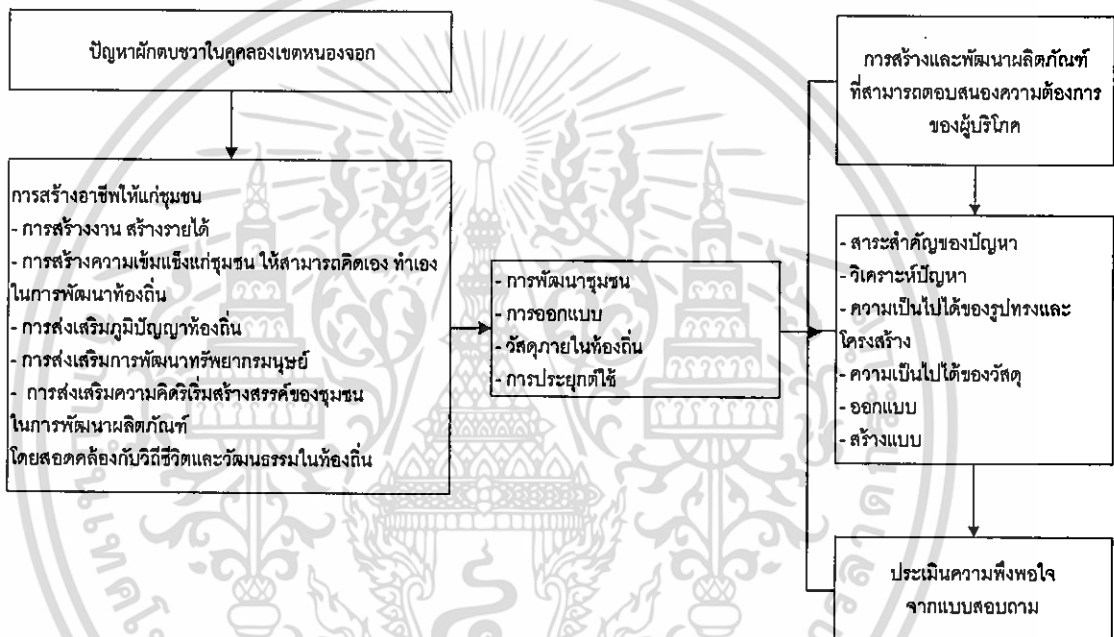 ปัญหาผักตบชวาในคูคลองเขตหนองจอก
การสร้างอาชีพให้แก่ชุมชน
- การสร้างงาน สร้างรายได้
- การสร้างความเข้มแข็งแก่ชุมชน ให้สามารถคิดเอง ทำเอง
ในการพัฒนาท้องถิ่น
- การส่งเสริมภูมิปัญญาท้องถิ่น
- การส่งเสริมการพัฒนาทรัพยากรมนุษย์
- การส่งเสริมความคิดริเริ่มสร้างสรรค์ของชุมชน
ในการพัฒนาผลิตภัณฑ์
โดยสอดคล้องกับวิถีชีวิตและวัฒนธรรมในท้องถิ่น
- การพัฒนาชุมชน
- การออกแบบ
- วัสดุภายในท้องถิ่น
- การประยุกต์ใช้
การสร้างและพัฒนาผลิตภัณฑ์
ที่สามารถตอบสนองความต้องการ
ของผู้บริโภค
- สาระสำคัญของปัญหา
- วิเคราะห์ปัญหา
- ความเป็นไปได้ของรูปทรงและ
โครงสร้าง
- ความเป็นไปได้ของวัสดุ
- ออกแบบ
- สร้างแบบ
ประเมินความพึงพอใจ
จากแบบสอบถาม